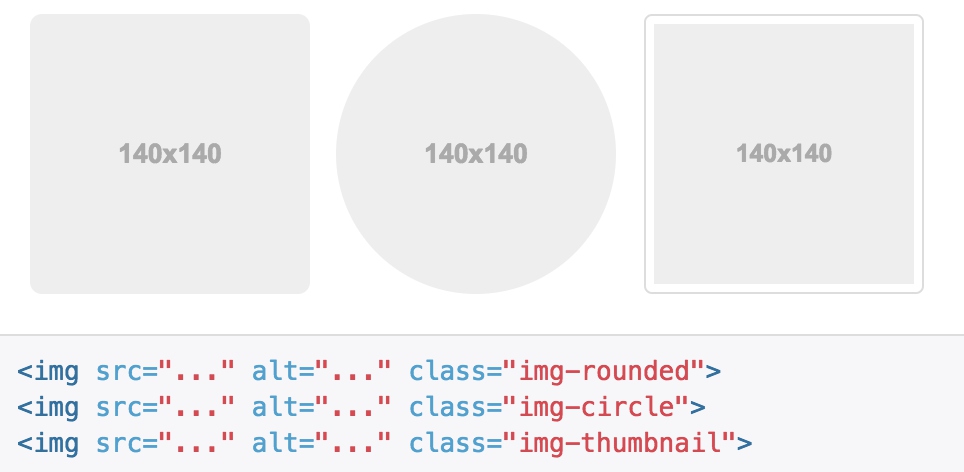 140x140 140x140 140x140
<img src="..." alt="..." class="img-rounded">
<img src="..." alt="..." class="img-circle">
<img src="..." alt="..." class="img-thumbnail">